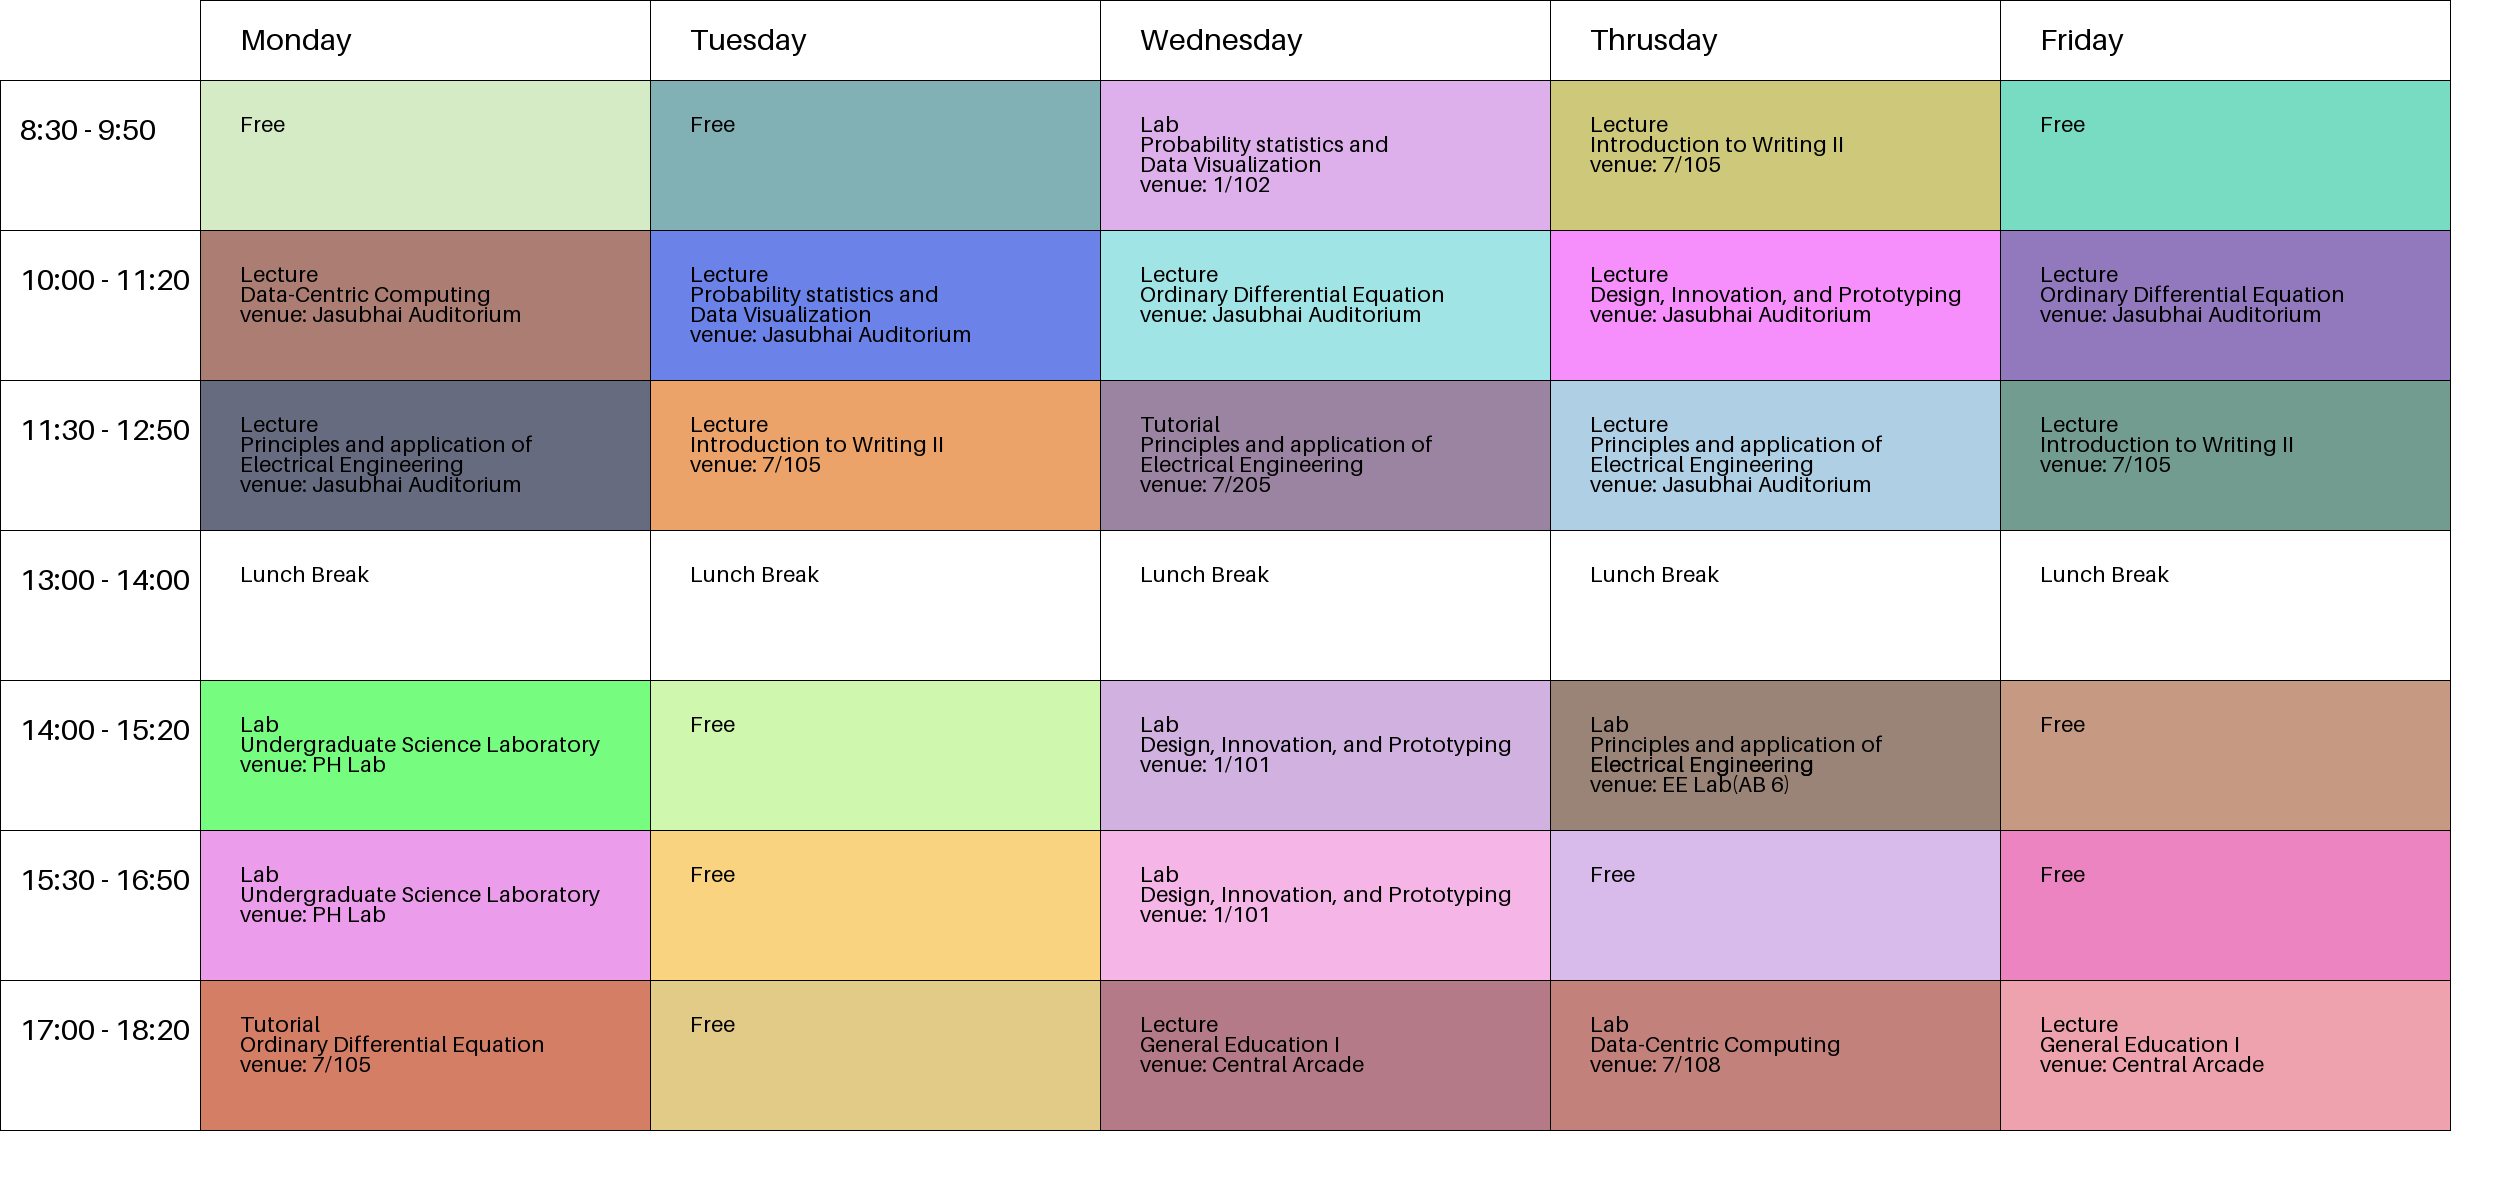 Monday
Tuesday
Wednesday
Thrusday
Friday
8:30 - 9:50
Free
Free
Lab
Probability statistics and
Data Visualization
venue: 1/102
Lecture
Introduction to Writing II
venue: 7/105
Free
10:00 - 11:20
Lecture
Data-Centric Computing
venue: Jasubhai Auditorium
Lecture
Probability statistics and
Data Visualization
venue: Jasubhai Auditorium
Lecture
Ordinary Differential Equation
venue: Jasubhai Auditorium
Lecture
Design, Innovation, and Prototyping
venue: Jasubhai Auditorium
Lecture
Ordinary Differential Equation
venue: Jasubhai Auditorium
11:30 - 12:50
Lecture
Principles and application of
Electrical Engineering
venue: Jasubhai Auditorium
Lecture
Introduction to Writing II
venue: 7/105
Tutorial
Principles and application of
Electrical Engineering
venue: 7/205
Lecture
Principles and application of
Electrical Engineering
venue: Jasubhai Auditorium
Lecture
Introduction to Writing II
venue: 7/105
13:00 - 14:00
Lunch Break
Lunch Break
Lunch Break
Lunch Break
Lunch Break
14:00 - 15:20
Lab
Undergraduate Science Laboratory
venue: PH Lab
Free
Lab
Design, Innovation, and Prototyping
venue: 1/101
Lab
Principles and application of
Electrical Engineering
venue: EE Lab(AB 6)
Free
15:30 - 16:50
Lab
Undergraduate Science Laboratory
venue: PH Lab
Free
Lab
Design, Innovation, and Prototyping
venue: 1/101
Free
Free
17:00 - 18:20
Tutorial
Ordinary Differential Equation
venue: 7/105
Free
Lecture
General Education I
venue: Central Arcade
Lab
Data-Centric Computing
venue: 7/108
Lecture
General Education I
venue: Central Arcade